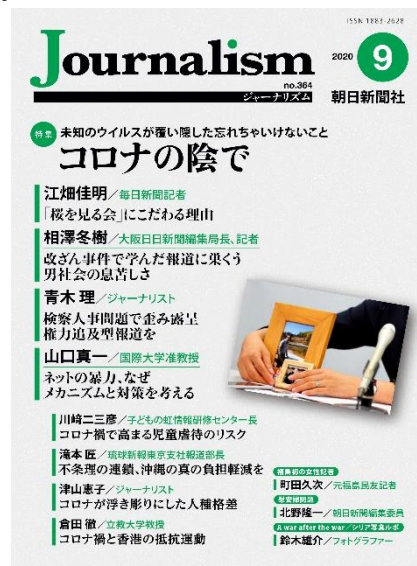 ISSN 1883-2628
Journalism
2020 9
no.364
ジャーナリズム
朝日新聞社
特集 未知のウイルスが覆い隠した忘れちゃいけないこと
コロナの陰で
江畑佳明/毎日新聞記者
「桜を見る会」にこだわる理由
相澤冬樹/大阪日日新聞編集局長、記者
改ざん事件で学んだ報道に巣くう
男社会の息苦しさ
青木 理/ジャーナリスト
検察人事問題で歪み露呈
権力追及型報道を
山口真一/国際大学准教授
ネットの暴力、なぜ
メカニズムと対策を考える
川﨑二三彦/子どもの虹情報研修センター長
コロナ禍で高まる児童虐待のリスク
滝本 匠/琉球新報東京支社報道部長
不条理の連鎖、沖縄の真の負担軽減を
津山恵子/ジャーナリスト
コロナが浮き彫りにした人種格差
倉田 徹/立教大学教授
コロナ禍と香港の抵抗運動
福島初の女性記者
町田久次/元福島民友記者
慰安婦問題
北野隆一/朝日新聞編集委員
A war after the war/シリア写真ルポ
鈴木雄介/フォトグラファー